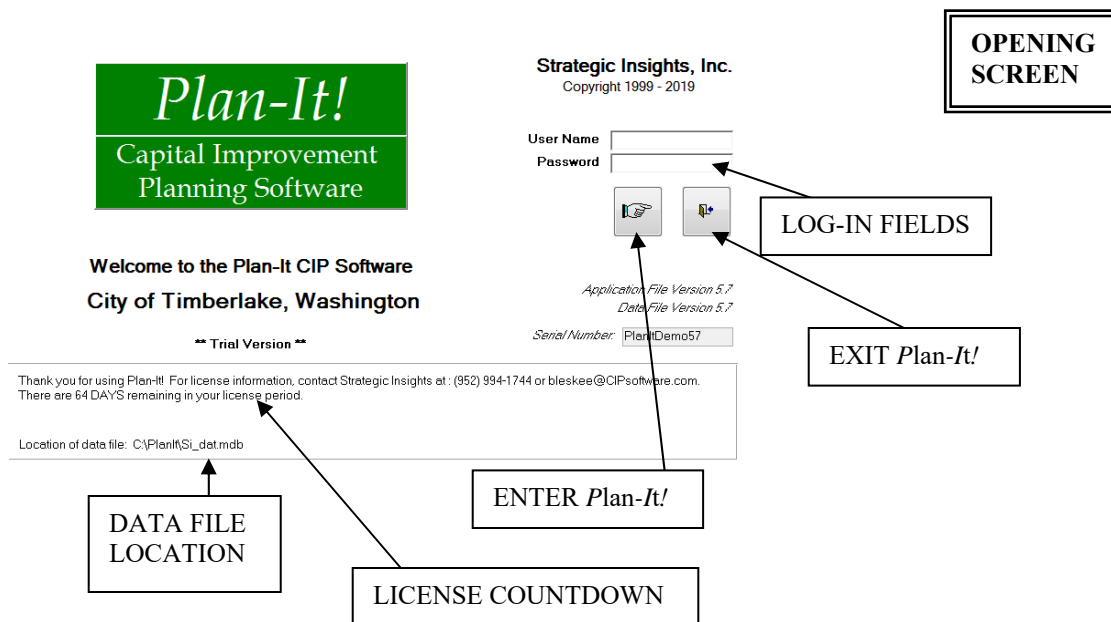 OPENING
SCREEN
Plan-It!
Capital Improvement
Planning Software
Strategic Insights, Inc.
Copyright 1999 - 2019
User Name
Password
LOG-IN FIELDS
Welcome to the Plan-It CIP Software
City of Timberlake, Washington
** Trial Version **
Application File Version 5.7
Data File Version 5.7
Serial Number: PlanItDemo57
EXIT Plan-It!
Thank you for using Plan-It! For license information, contact Strategic Insights at : (952) 994-1744 or bleskee@CIPsoftware.com.
There are 64 DAYS remaining in your license period.
Location of data file: C:\PlanIt\Si_dat.mdb
ENTER Plan-It!
DATA FILE
LOCATION
LICENSE COUNTDOWN